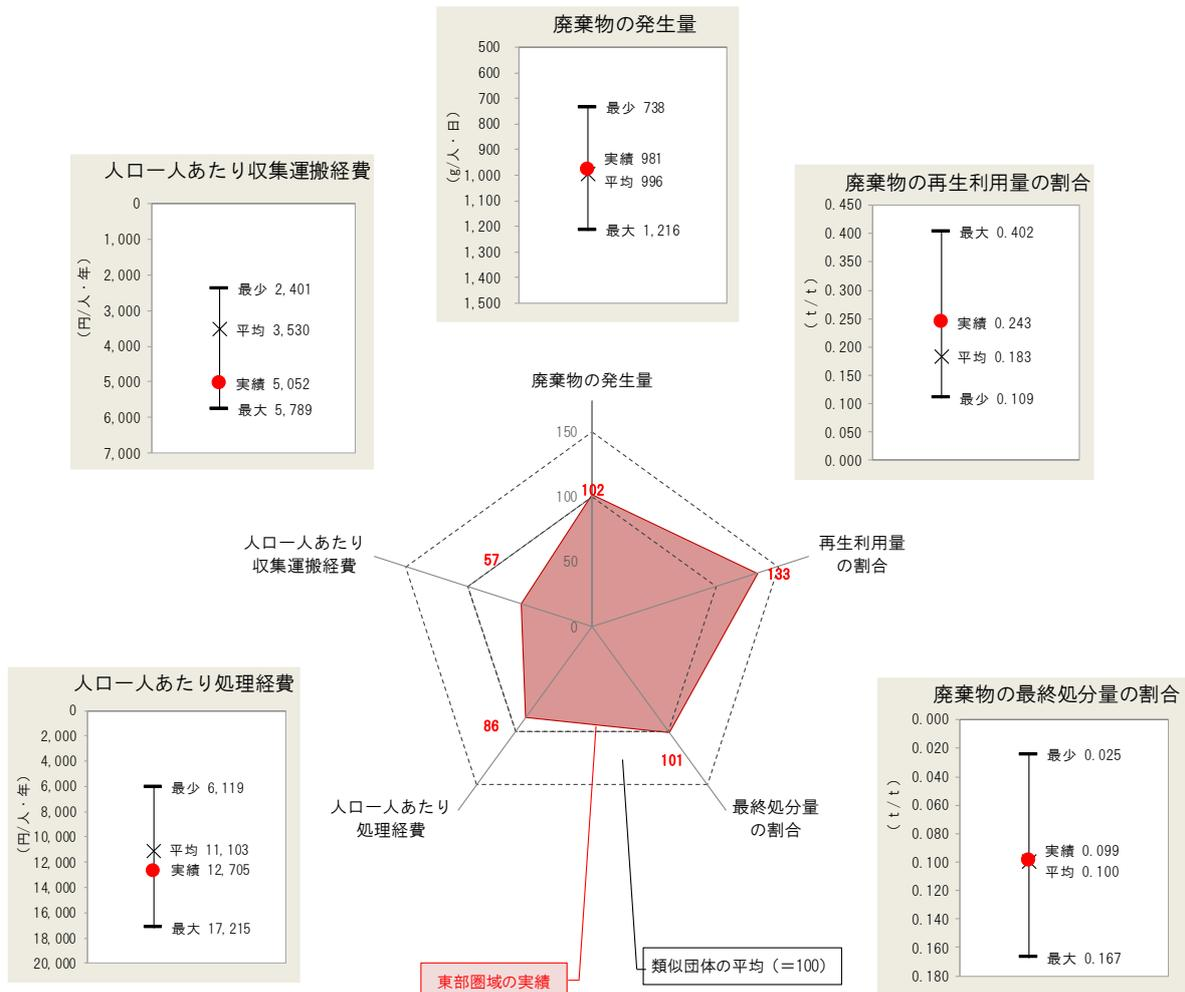 廃棄物の発生量
500
600
700
800
900
1,000
1,100
1,200
1,300
1,400
1,500
(g/人・日)
最少 738
実績 981
平均 996
最大 1,216
人口一人あたり収集運搬経費
0
1,000
2,000
3,000
4,000
5,000
6,000
7,000
(円/人・年)
最少 2,401
平均 3,530
実績 5,052
最大 5,789
廃棄物の再生利用量の割合
0.450
0.400
0.350
0.300
0.250
0.200
0.150
0.100
0.050
0.000
(t/t)
最大 0.402
実績 0.243
平均 0.183
最少 0.109
廃棄物の発生量
150
100
50
0
102
133
101
86
57
人口一人あたり
収集運搬経費
再生利用量
の割合
人口一人あたり
処理経費
最終処分量
の割合
人口一人あたり処理経費
0
2,000
4,000
6,000
8,000
10,000
12,000
14,000
16,000
18,000
20,000
(円/人・年)
最少 6,119
平均 11,103
実績 12,705
最大 17,215
廃棄物の最終処分量の割合
0.000
0.020
0.040
0.060
0.080
0.100
0.120
0.140
0.160
0.180
(t/t)
最少 0.025
実績 0.099
平均 0.100
最大 0.167
東部圏域の実績
類似団体の平均（＝100）